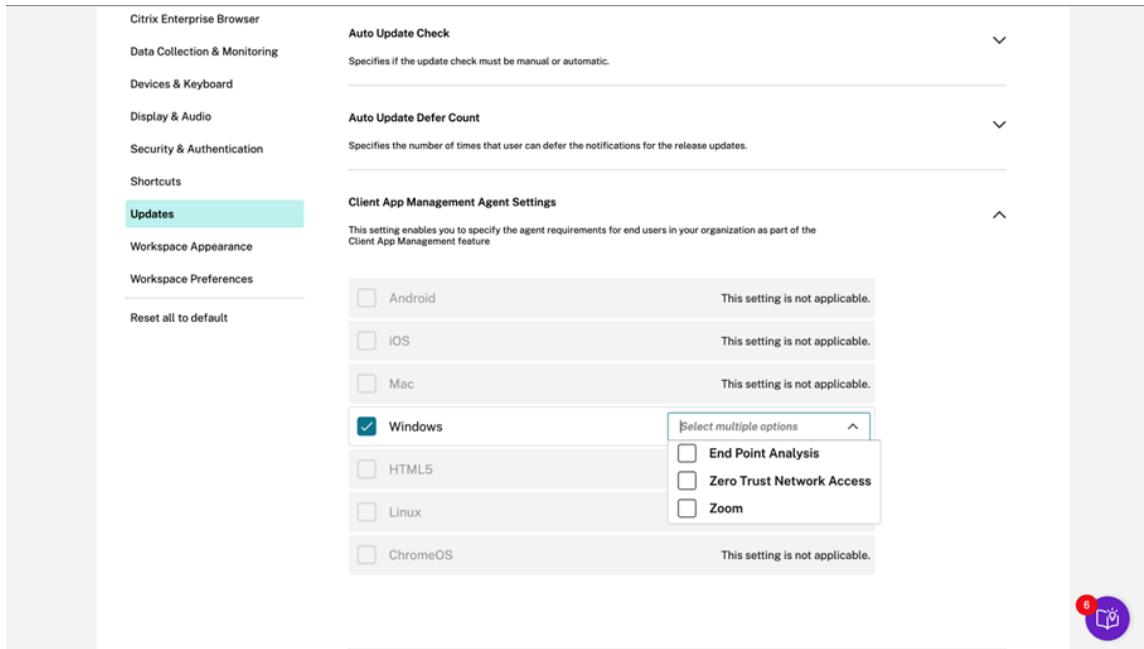 Citrix Enterprise Browser
Data Collection & Monitoring
Devices & Keyboard
Display & Audio
Security & Authentication
Shortcuts
Updates
Workspace Appearance
Workspace Preferences
Reset all to default
Auto Update Check
Specifies if the update check must be manual or automatic.
Auto Update Defer Count
Specifies the number of times that user can defer the notifications for the release updates.
Client App Management Agent Settings
This setting enables you to specify the agent requirements for end users in your organization as part of the
Client App Management feature
Android This setting is not applicable.
iOS This setting is not applicable.
Mac This setting is not applicable.
Windows Select multiple options
End Point Analysis
Zero Trust Network Access
Zoom
HTML5
Linux
ChromeOS This setting is not applicable.
6